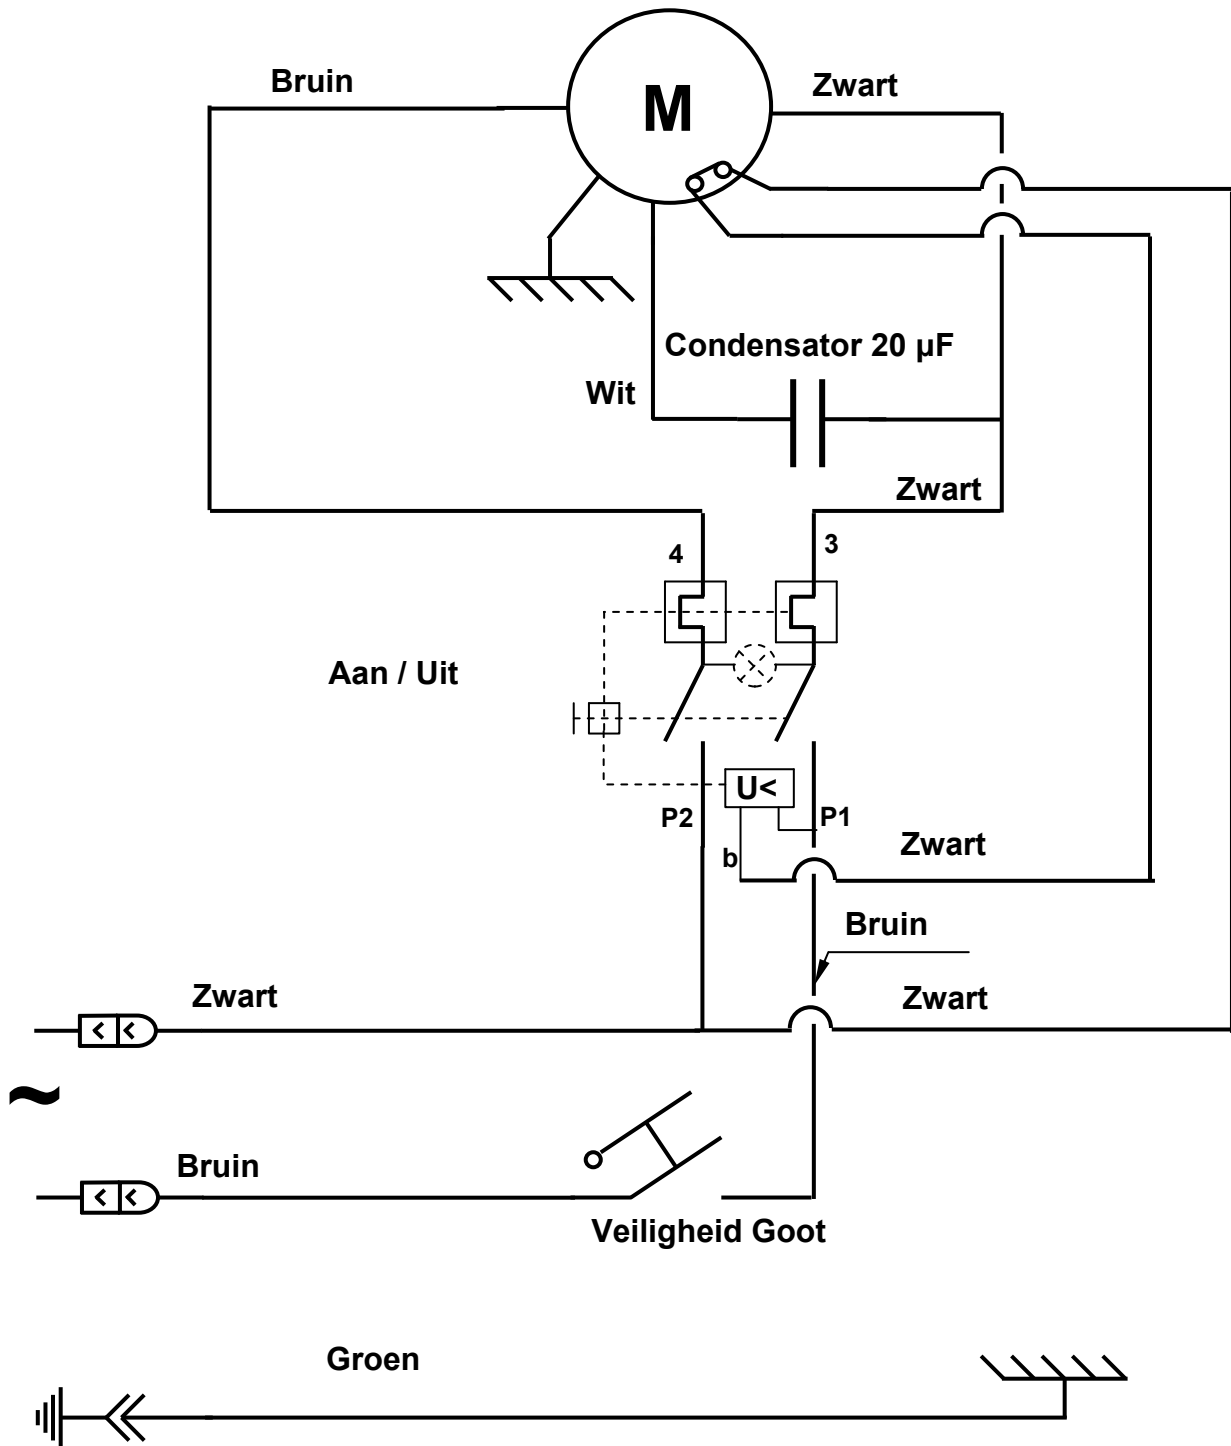 Bruin
Zwart
M
Condensator 20 µF
Wit
Zwart
4
3
Aan / Uit
U<
P2
P1
b
Zwart
Bruin
Zwart
Zwart
~
Bruin
Veiligheid Goot
Groen